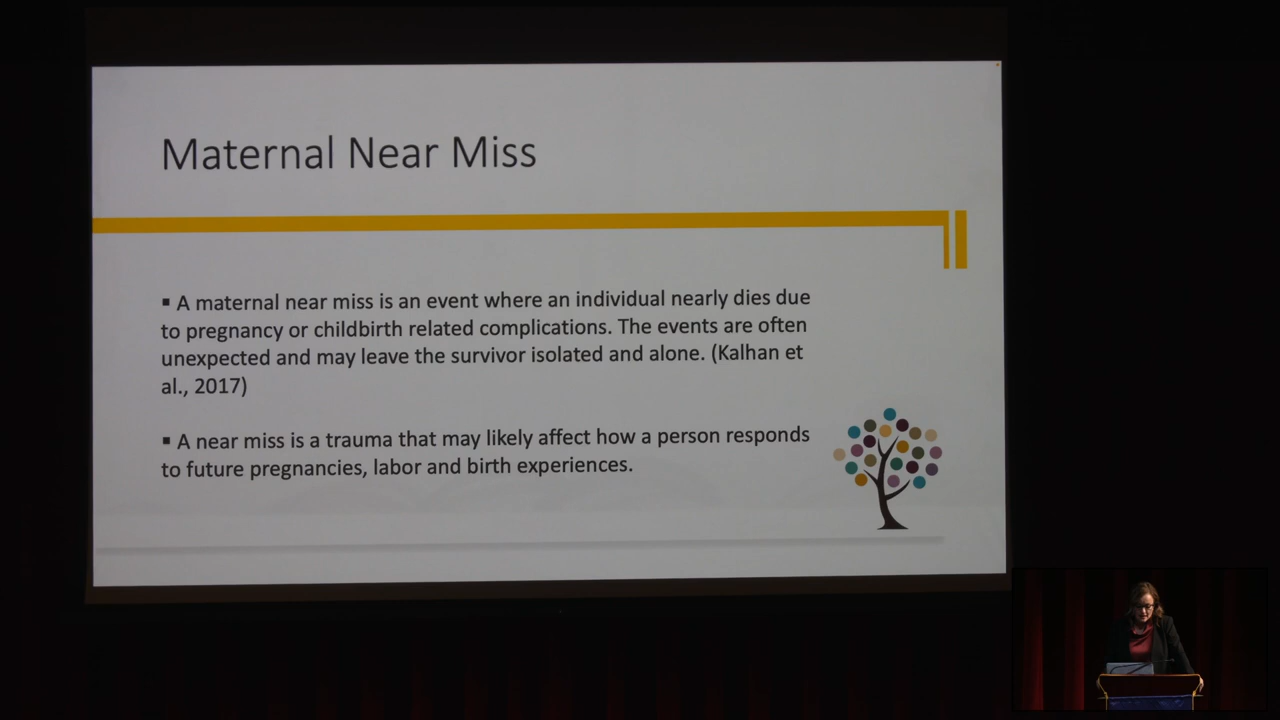 Maternal Near Miss
▪ A maternal near miss is an event where an individual nearly dies due
to pregnancy or childbirth related complications. The events are often
unexpected and may leave the survivor isolated and alone. (Kalhan et
al., 2017)
▪ A near miss is a trauma that may likely affect how a person responds
to future pregnancies, labor and birth experiences.